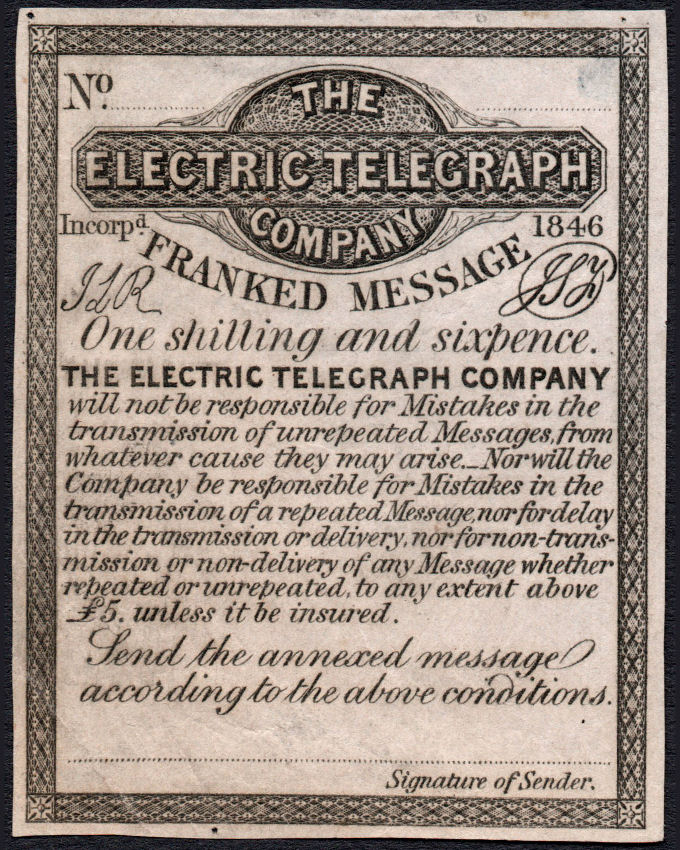 No.
THE
ELECTRIC TELEGRAPH
COMPANY
Incorpd. 1846
FRANKED MESSAGE
One shilling and sixpence.
THE ELECTRIC TELEGRAPH COMPANY
will not be responsible for Mistakes in the
transmission of unrepeated Messages, from
whatever cause they may arise._Nor will the
Company be responsible for Mistakes in the
transmission of a repeated Message, nor for delay
in the transmission or delivery, nor for non-trans-
mission or non-delivery of any Message whether
repeated or unrepeated, to any extent above
£5. unless it be insured.
Send the annexed message
according to the above conditions.
Signature of Sender.